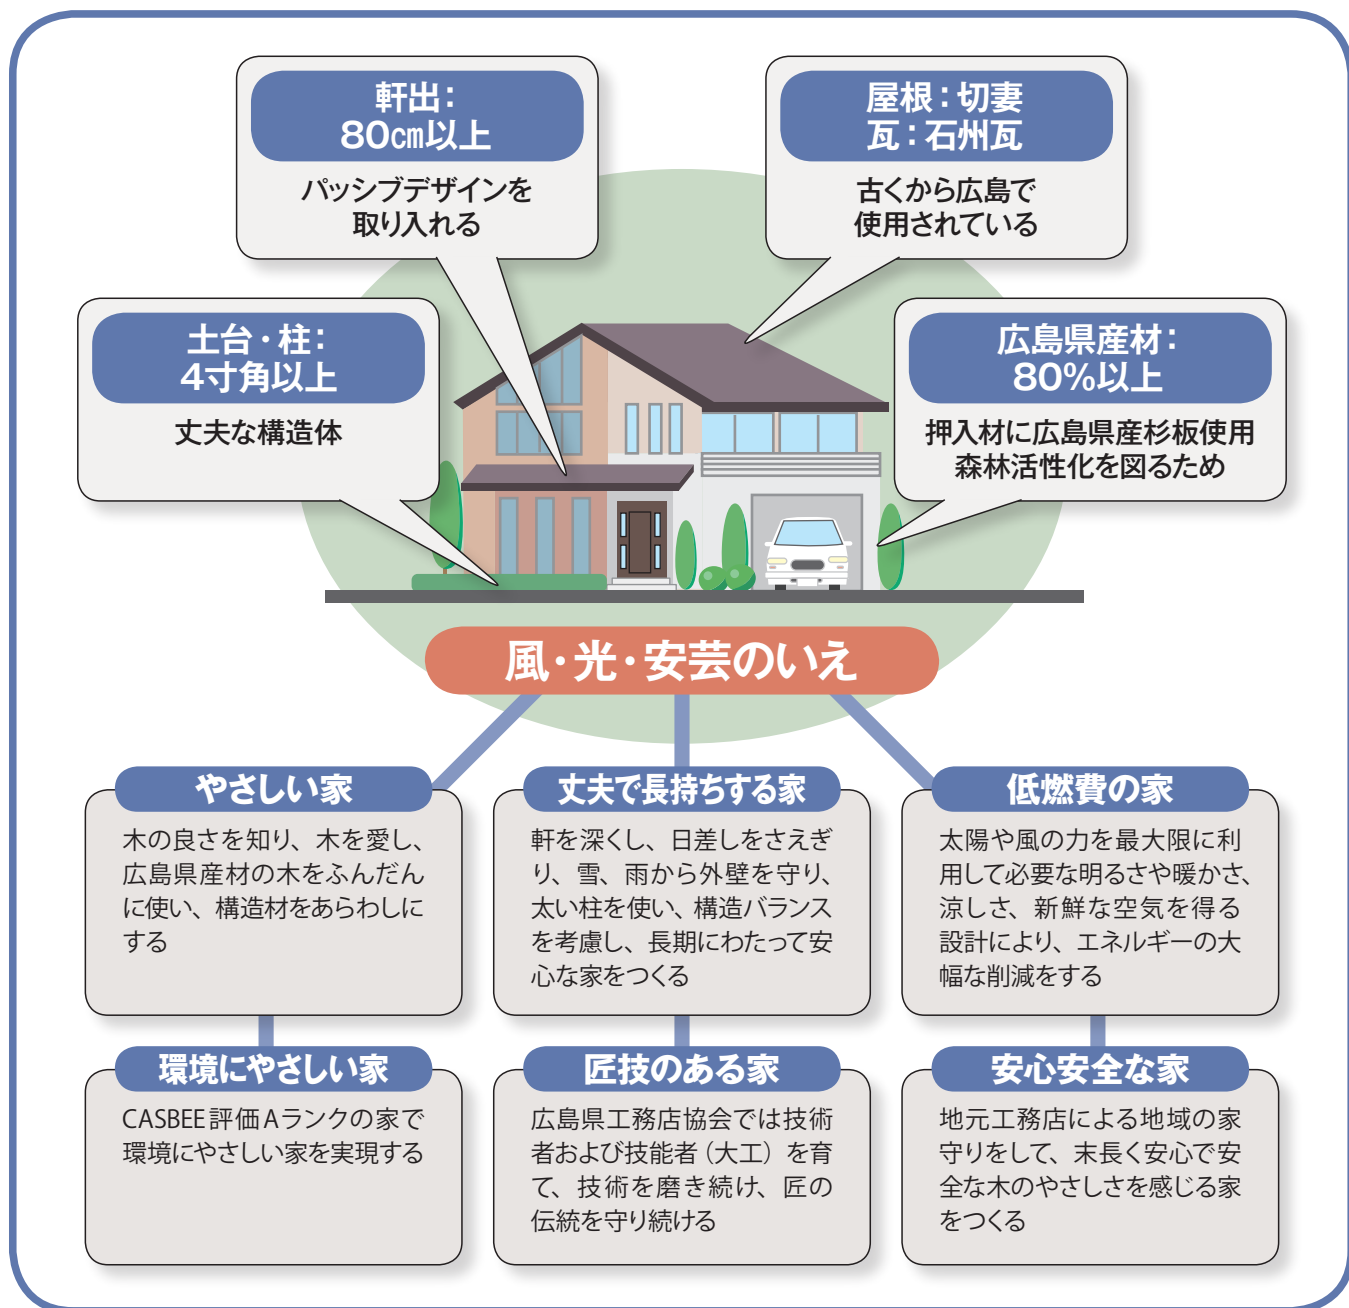 軒出：
80㎝以上
パッシブデザインを
取り入れる
屋根：切妻
瓦：石州瓦
古くから広島で
使用されている
土台・柱：
4寸角以上
丈夫な構造体
広島県産材：
80％以上
押入材に広島県産杉板使用
森林活性化を図るため
風・光・安芸のいえ
やさしい家
木の良さを知り、木を愛し、
広島県産材の木をふんだん
に使い、構造材をあらわしに
する
丈夫で長持ちする家
軒を深くし、日差しをさえぎ
り、雪、雨から外壁を守り、
太い柱を使い、構造バランス
を考慮し、長期にわたって安
心な家をつくる
低燃費の家
太陽や風の力を最大限に利
用して必要な明るさや暖かさ、
涼しさ、新鮮な空気を得る
設計により、エネルギーの大
幅な削減をする
環境にやさしい家
CASBEE評価Aランクの家で
環境にやさしい家を実現する
匠技のある家
広島県工務店協会では技術
者および技能者（大工）を育
て、技術を磨き続け、匠の
伝統を守り続ける
安心安全な家
地元工務店による地域の家
守りをして、末長く安心で安
全な木のやさしさを感じる家
をつくる